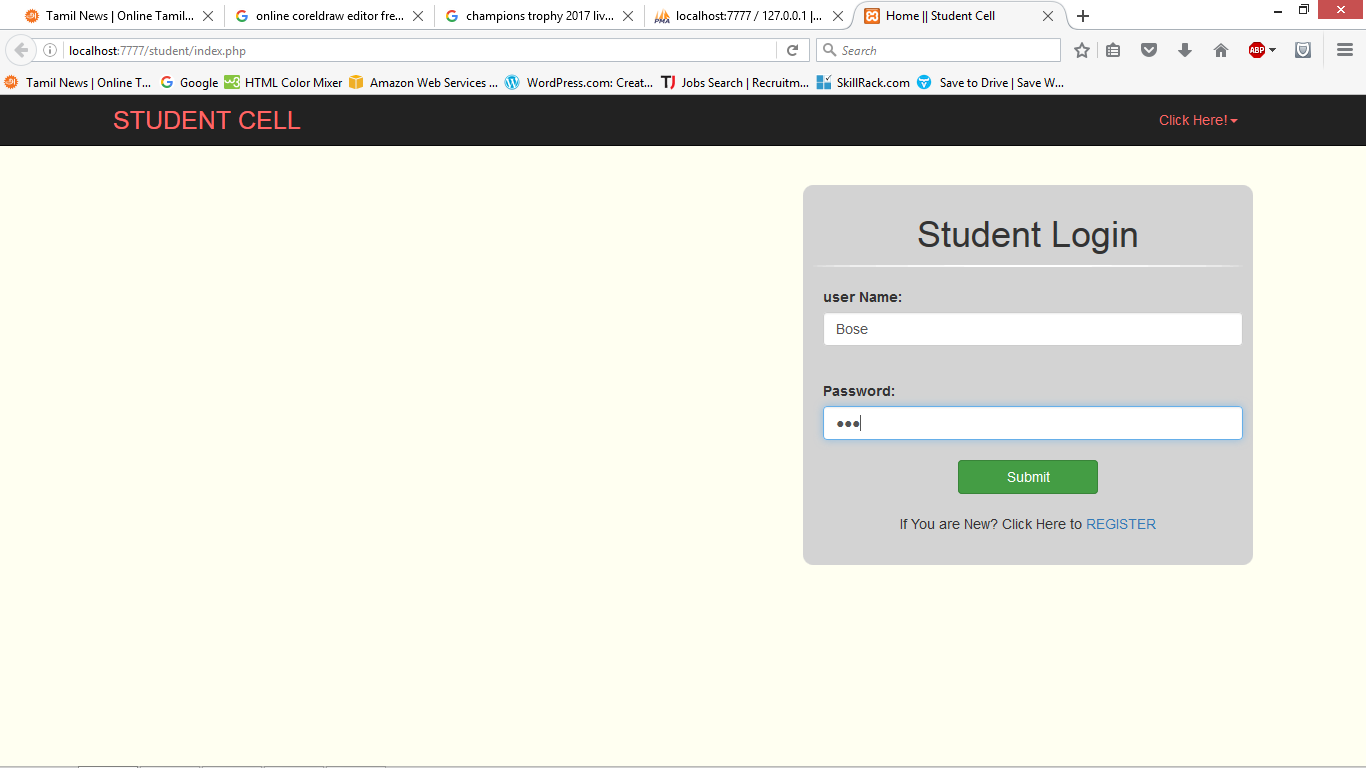 Tamil News | Online Tamil...
online coreldraw editor fre...
champions trophy 2017 liv...
localhost:7777 / 127.0.0.1 |...
Home || Student Cell
localhost:7777/student/index.php
Search
ABP
Tamil News | Online T...
Google
HTML Color Mixer
Amazon Web Services ...
WordPress.com: Creat...
Jobs Search | Recruitm...
SkillRack.com
Save to Drive | Save W...
STUDENT CELL
Click Here!
Student Login
user Name:
Bose
Password:
Submit
If You are New? Click Here to REGISTER